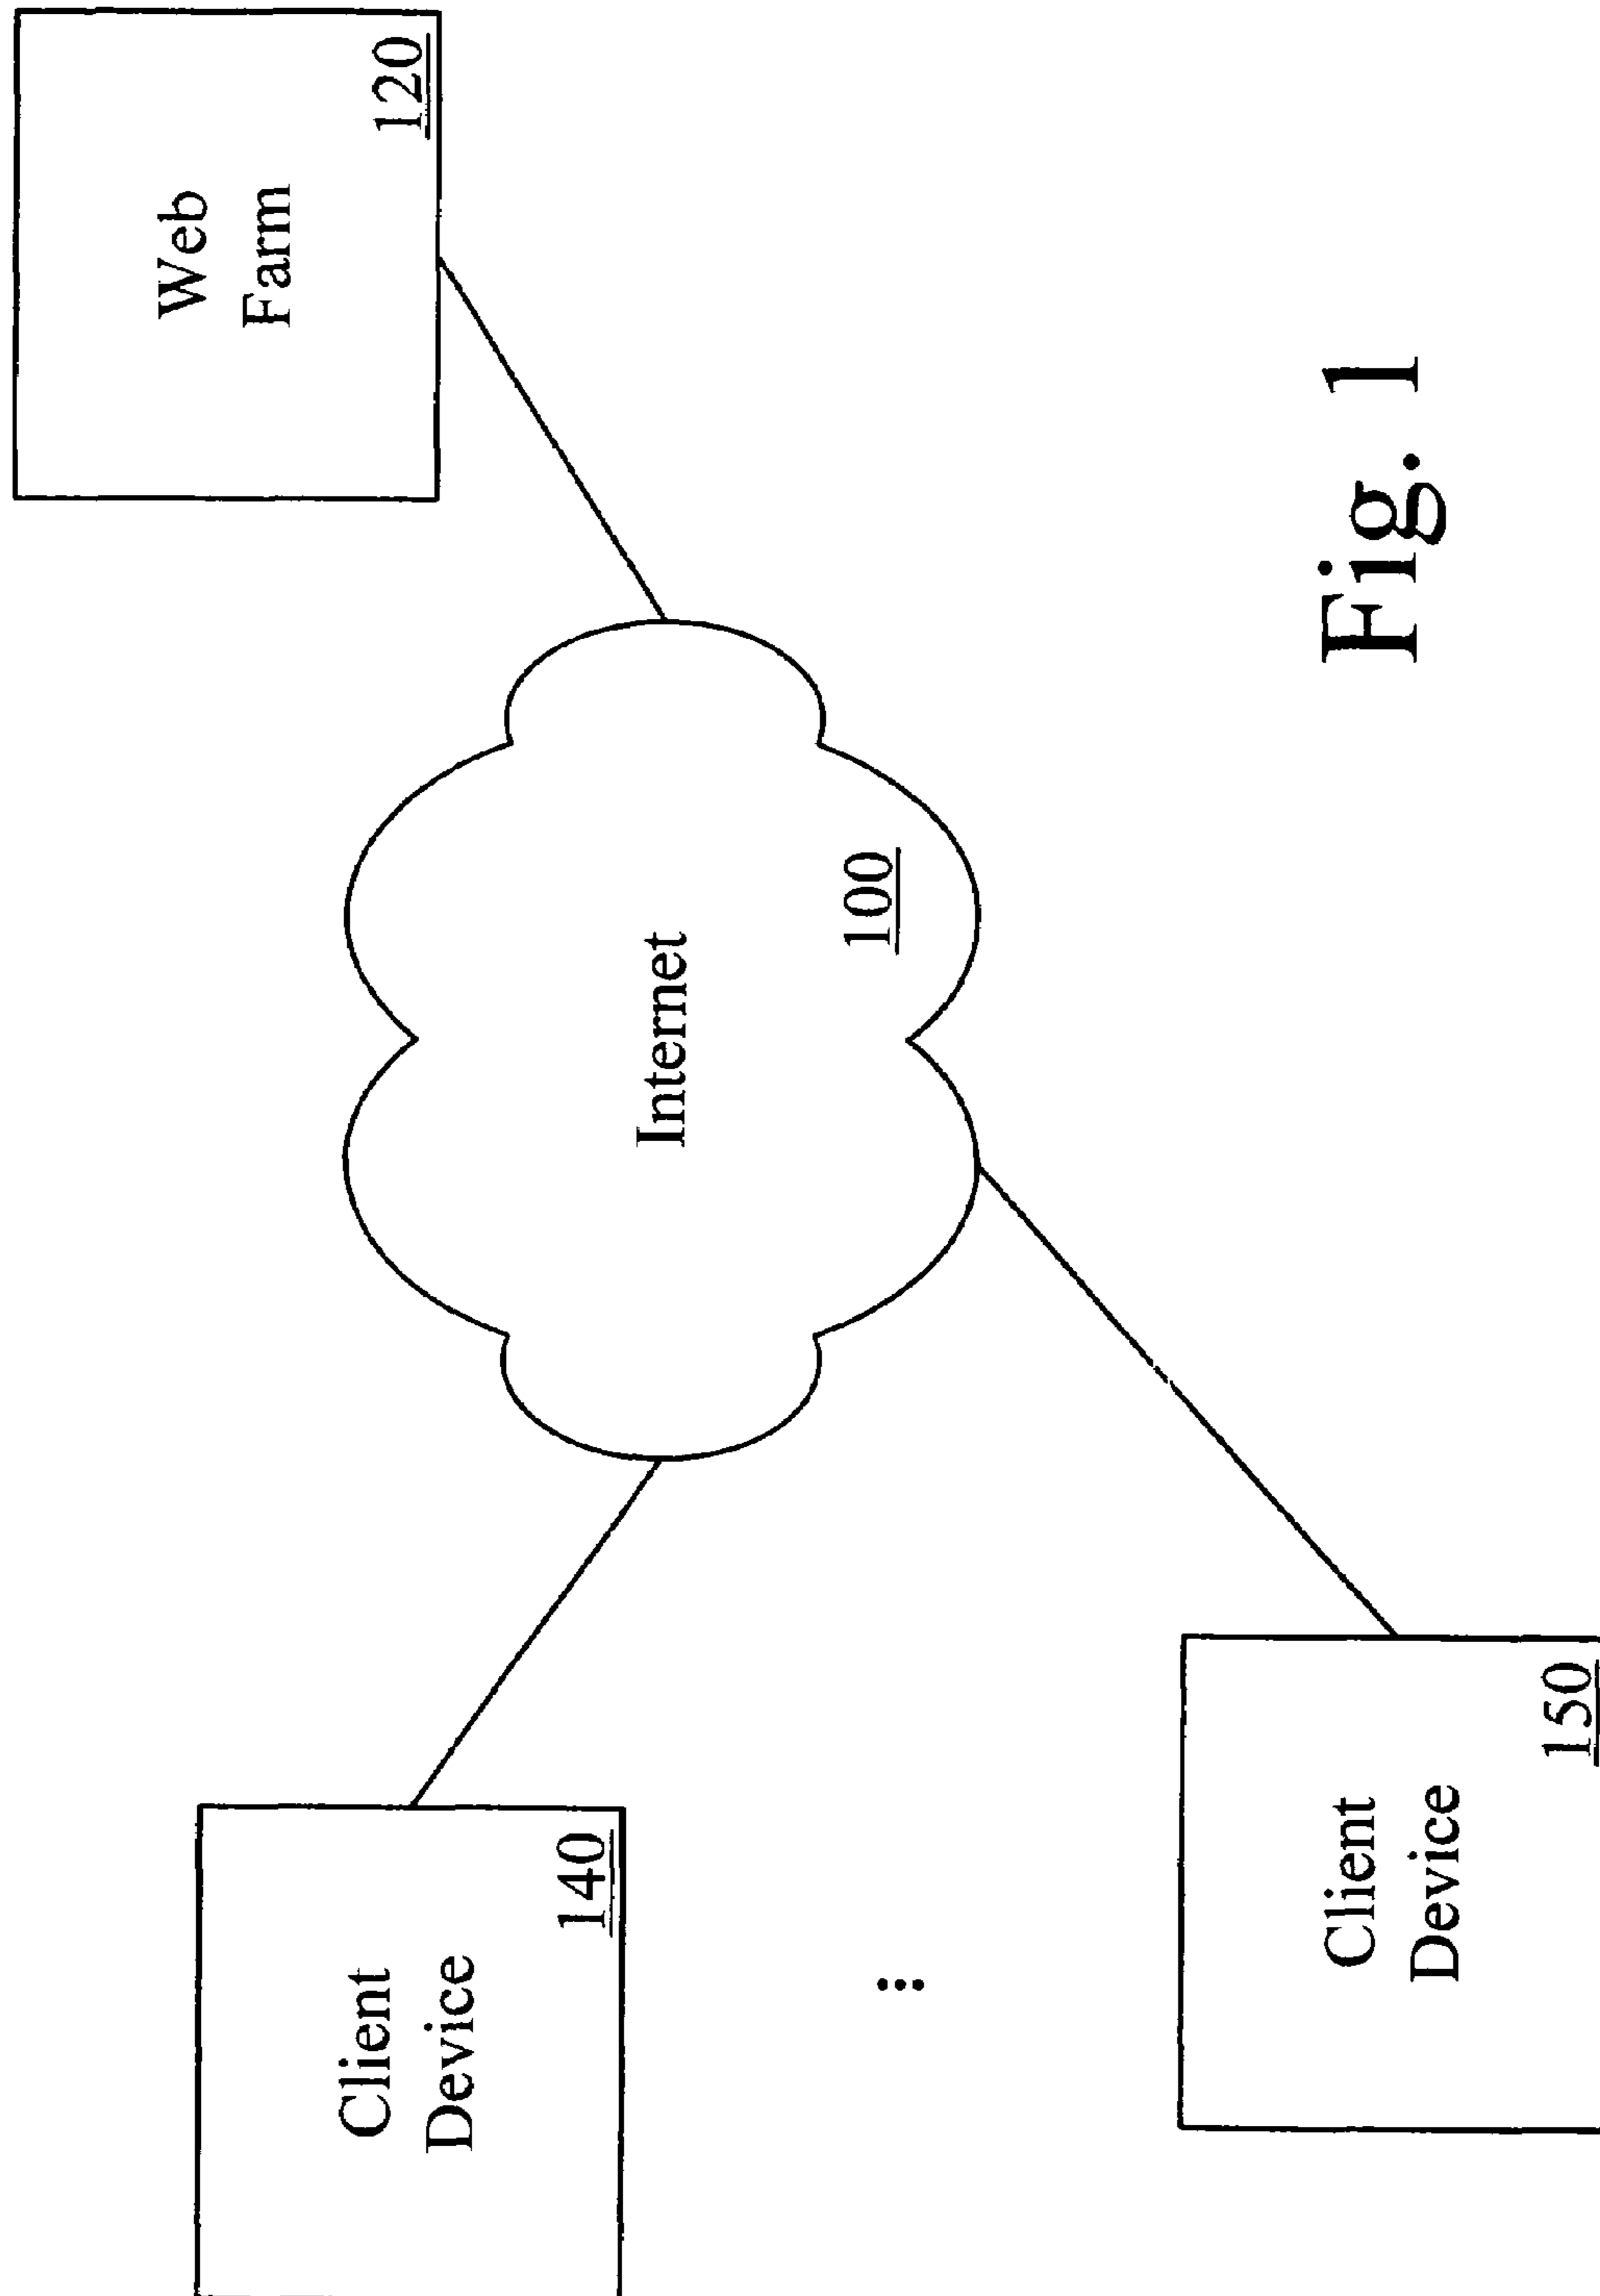 Web
Farm
120
Internet
100
Client
Device
140
...
Client
Device
150
Fig. 1